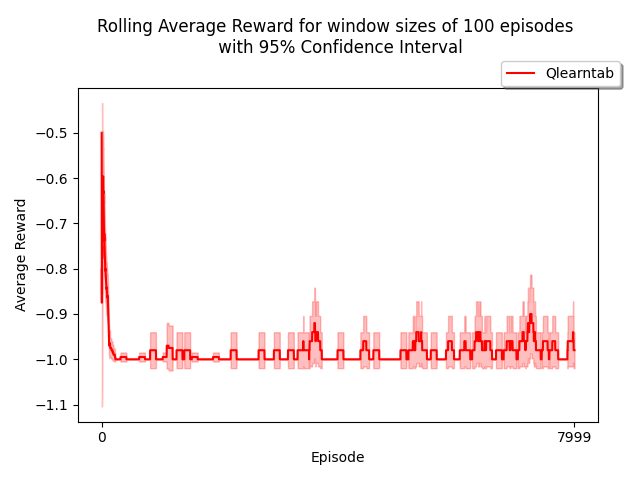 Rolling Average Reward for window sizes of 100 episodes
with 95% Confidence Interval
Qlearntab
−0.5
−0.6
−0.7
−0.8
−0.9
−1.0
−1.1
Average Reward
0
7999
Episode